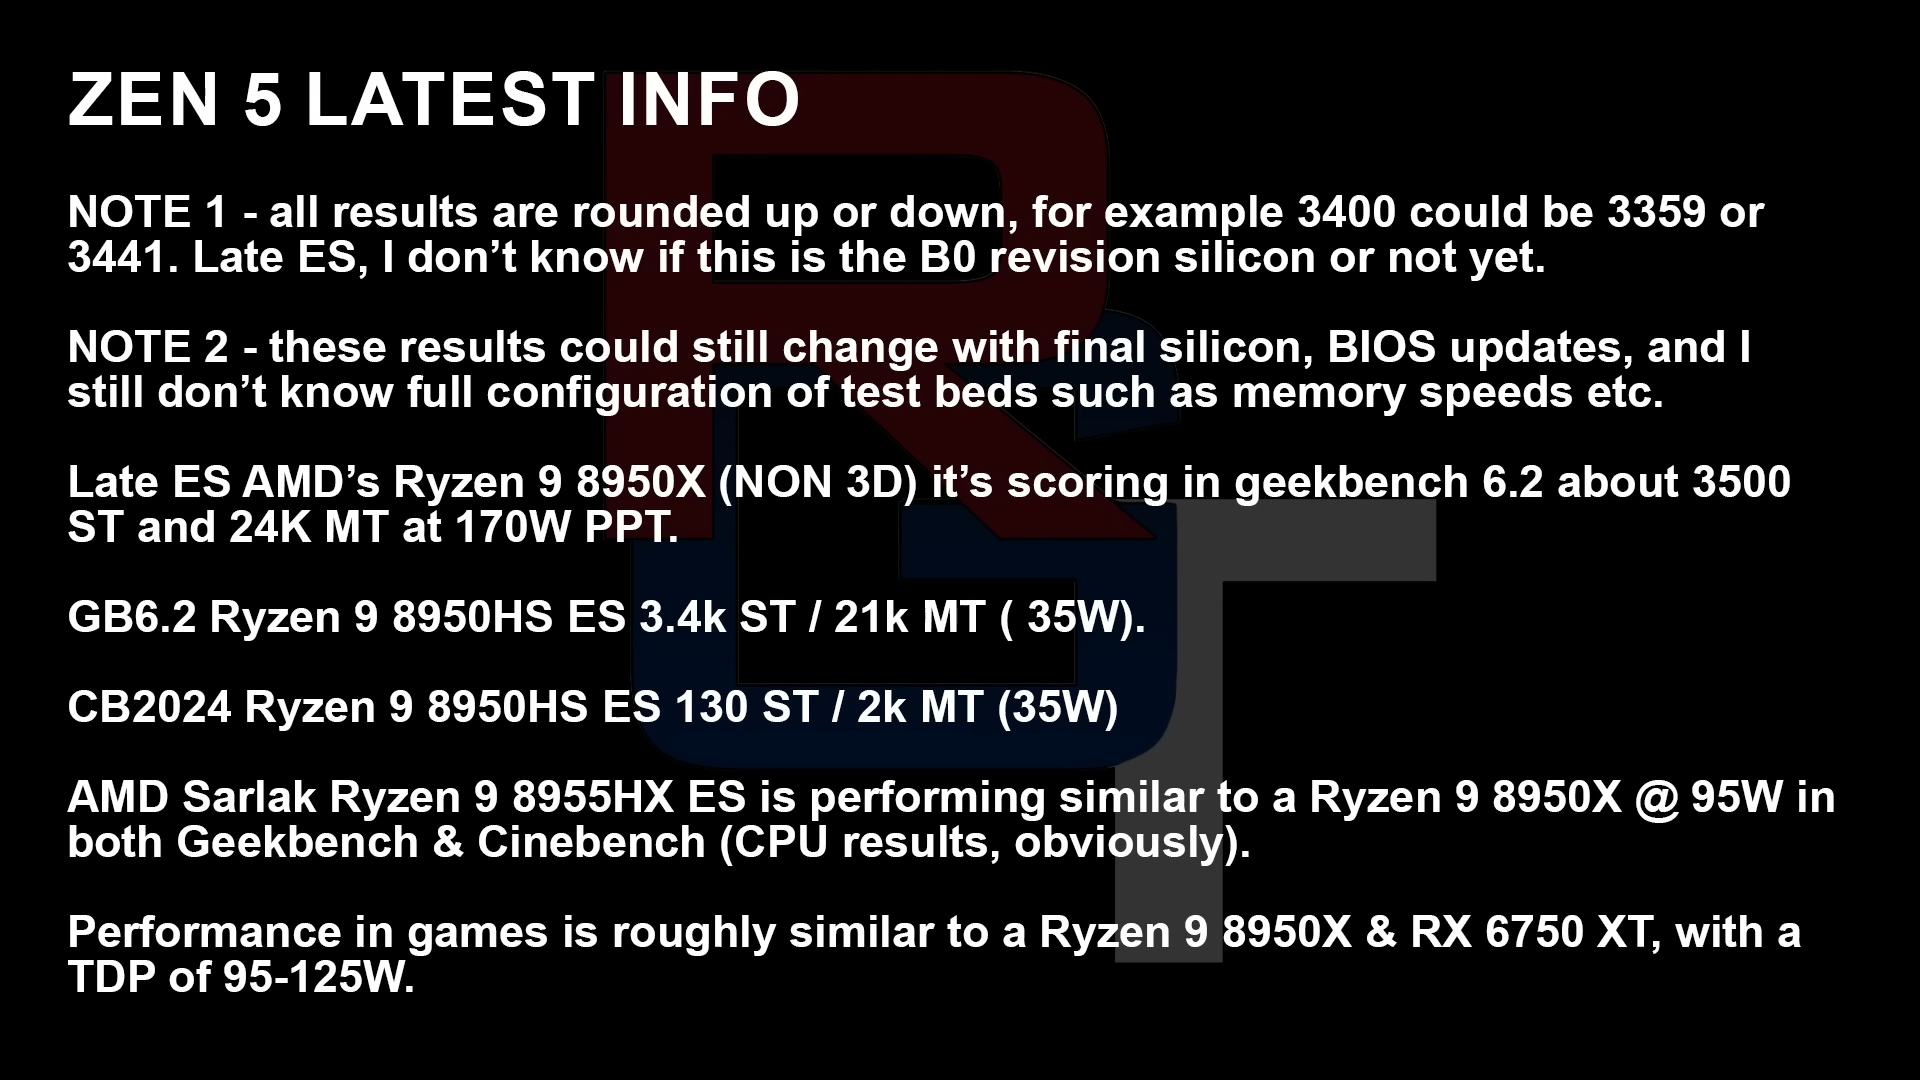 ZEN 5 LATEST INFO
NOTE 1 - all results are rounded up or down, for example 3400 could be 3359 or
3441. Late ES, I don’t know if this is the B0 revision silicon or not yet.
NOTE 2 - these results could still change with final silicon, BIOS updates, and I
still don’t know full configuration of test beds such as memory speeds etc.
Late ES AMD’s Ryzen 9 8950X (NON 3D) it’s scoring in geekbench 6.2 about 3500
ST and 24K MT at 170W PPT.
GB6.2 Ryzen 9 8950HS ES 3.4k ST / 21k MT ( 35W).
CB2024 Ryzen 9 8950HS ES 130 ST / 2k MT (35W)
AMD Sarlak Ryzen 9 8955HX ES is performing similar to a Ryzen 9 8950X @ 95W in
both Geekbench & Cinebench (CPU results, obviously).
Performance in games is roughly similar to a Ryzen 9 8950X & RX 6750 XT, with a
TDP of 95-125W.
RGT